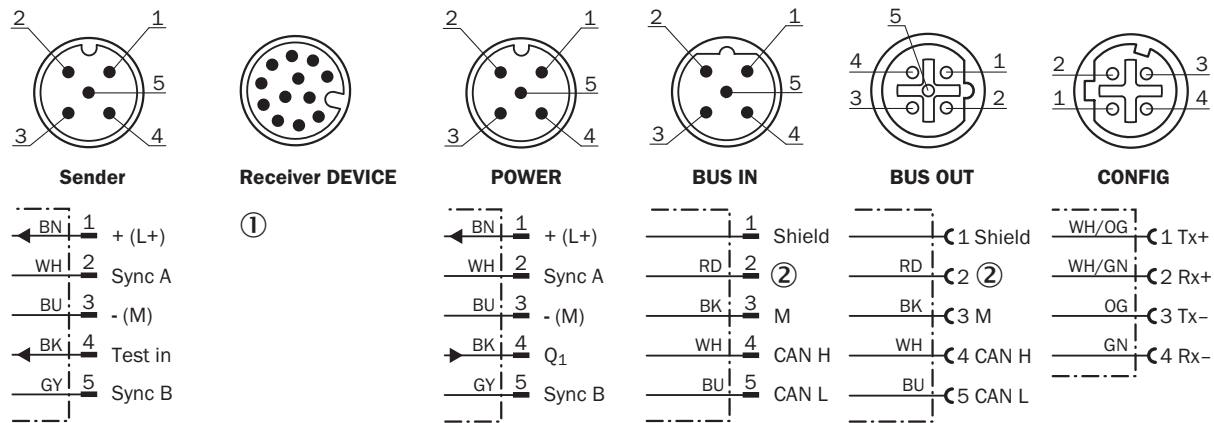 2 1 2 1 2 1 5
5 5 5 4 1 2 3
3 2 1 4
3 4 3 4 3 4
Sender Receiver DEVICE POWER BUS IN BUS OUT CONFIG
①
BN 1 + (L+)
WH 2 Sync A
BU 3 - (M)
BK 4 Test in
GY 5 Sync B
BN 1 + (L+)
WH 2 Sync A
BU 3 - (M)
BK 4 Q₁
GY 5 Sync B
1 Shield
RD 2 ②
BK 3 M
WH 4 CAN H
BU 5 CAN L
1 Shield
RD 2 ②
BK 3 M
WH 4 CAN H
BU 5 CAN L
WH/OG 1 Tx+
WH/GN 2 Rx+
OG 3 Tx–
GN 4 Rx–